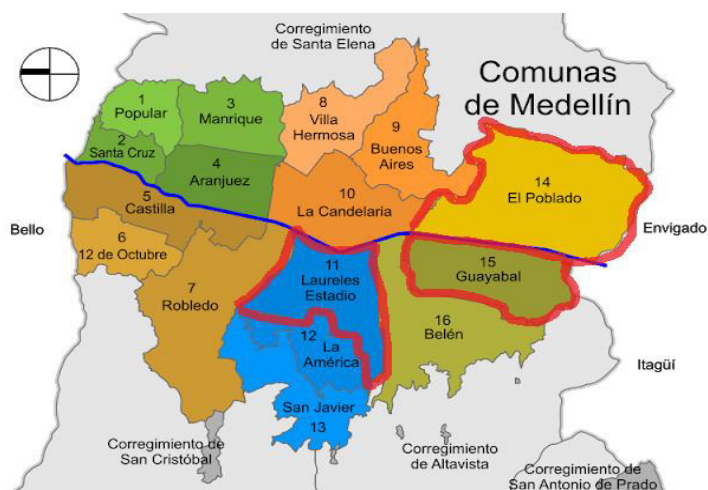 Corregimiento
de Santa Elena
Comunas
de Medellín
1
Popular
3
Manrique
8
Villa
Hermosa
2
Santa Cruz
9
Buenos
Aires
4
Aranjuez
14
El Poblado
5
Castilla
10
La Candelaria
Bello
Envigado
6
12 de Octubre
11
Laureles
Estadio
15
Guayabal
7
Robledo
16
Belén
12
La
América
Itagüí
San Javier
13
Corregimiento de
San Cristóbal
Corregimiento
de Altavista
Corregimiento de
San Antonio de Prado